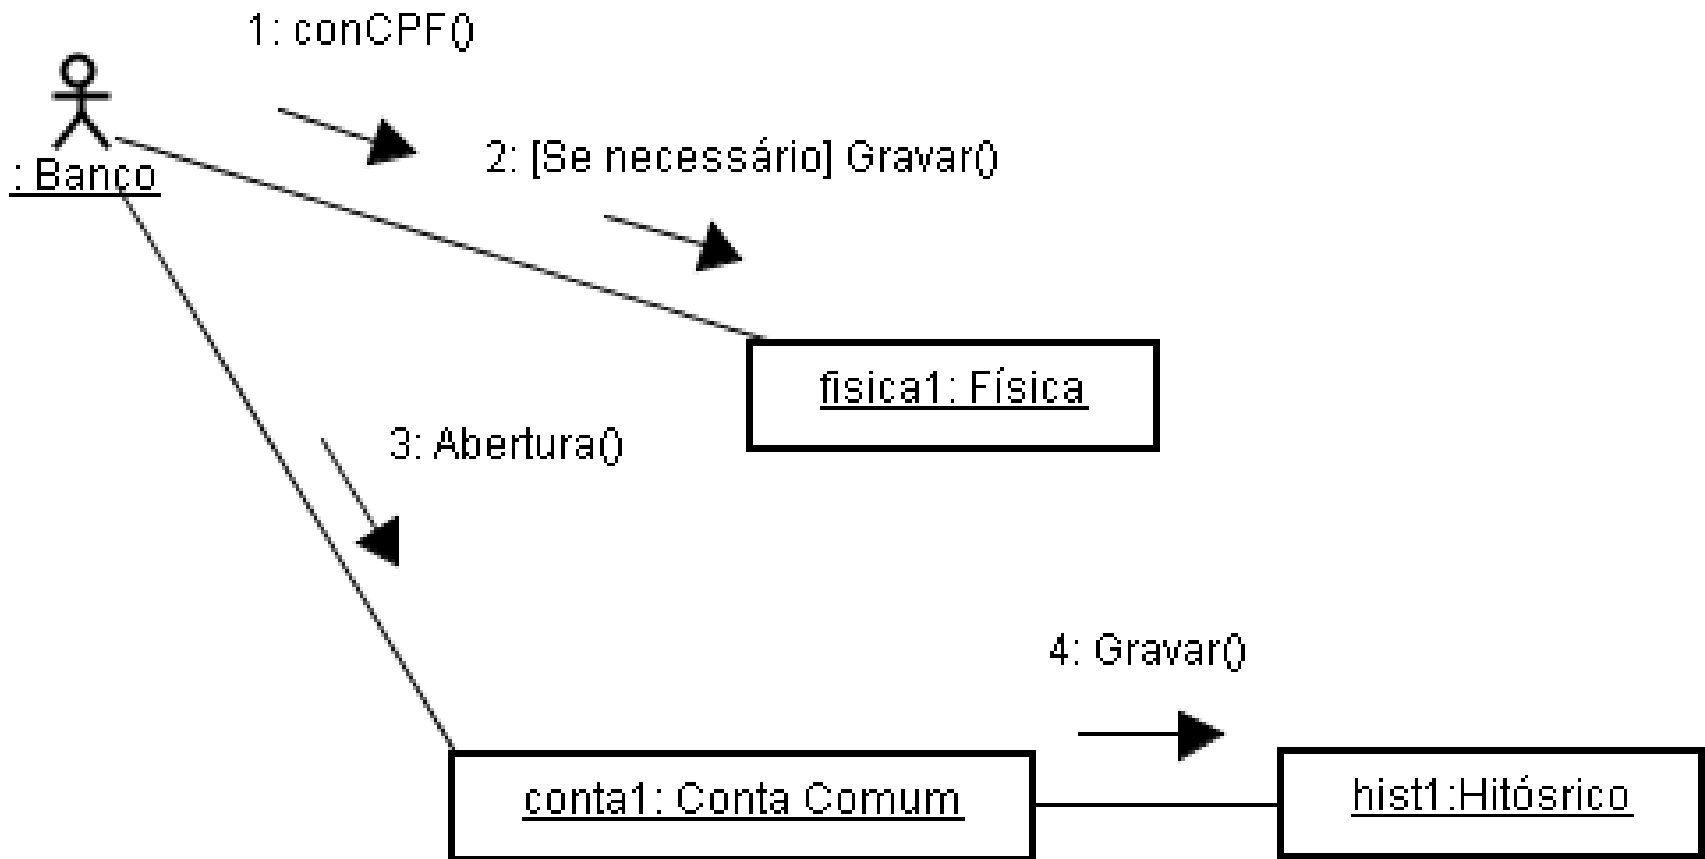 1: conCPF()
: Banco
2: [Se necessário] Gravar()
fisica1: Física
3: Abertura()
4: Gravar()
conta1: Conta Comum
hist1:Hitósrico